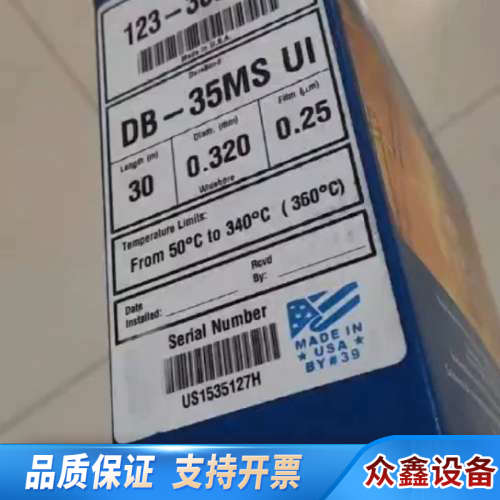 Made in U.S.A.
DB-35MS UI
Length (m)
30
Diam. (mm)
0.320
Film (µm)
0.25
Temperature Limits:
From 50°C to 340°C (360°C)
Date
Installed:
Rcvd
By:
Serial Number
US1535127H
MADE IN
USA
BY#39
品质保证 支持开票
众鑫设备